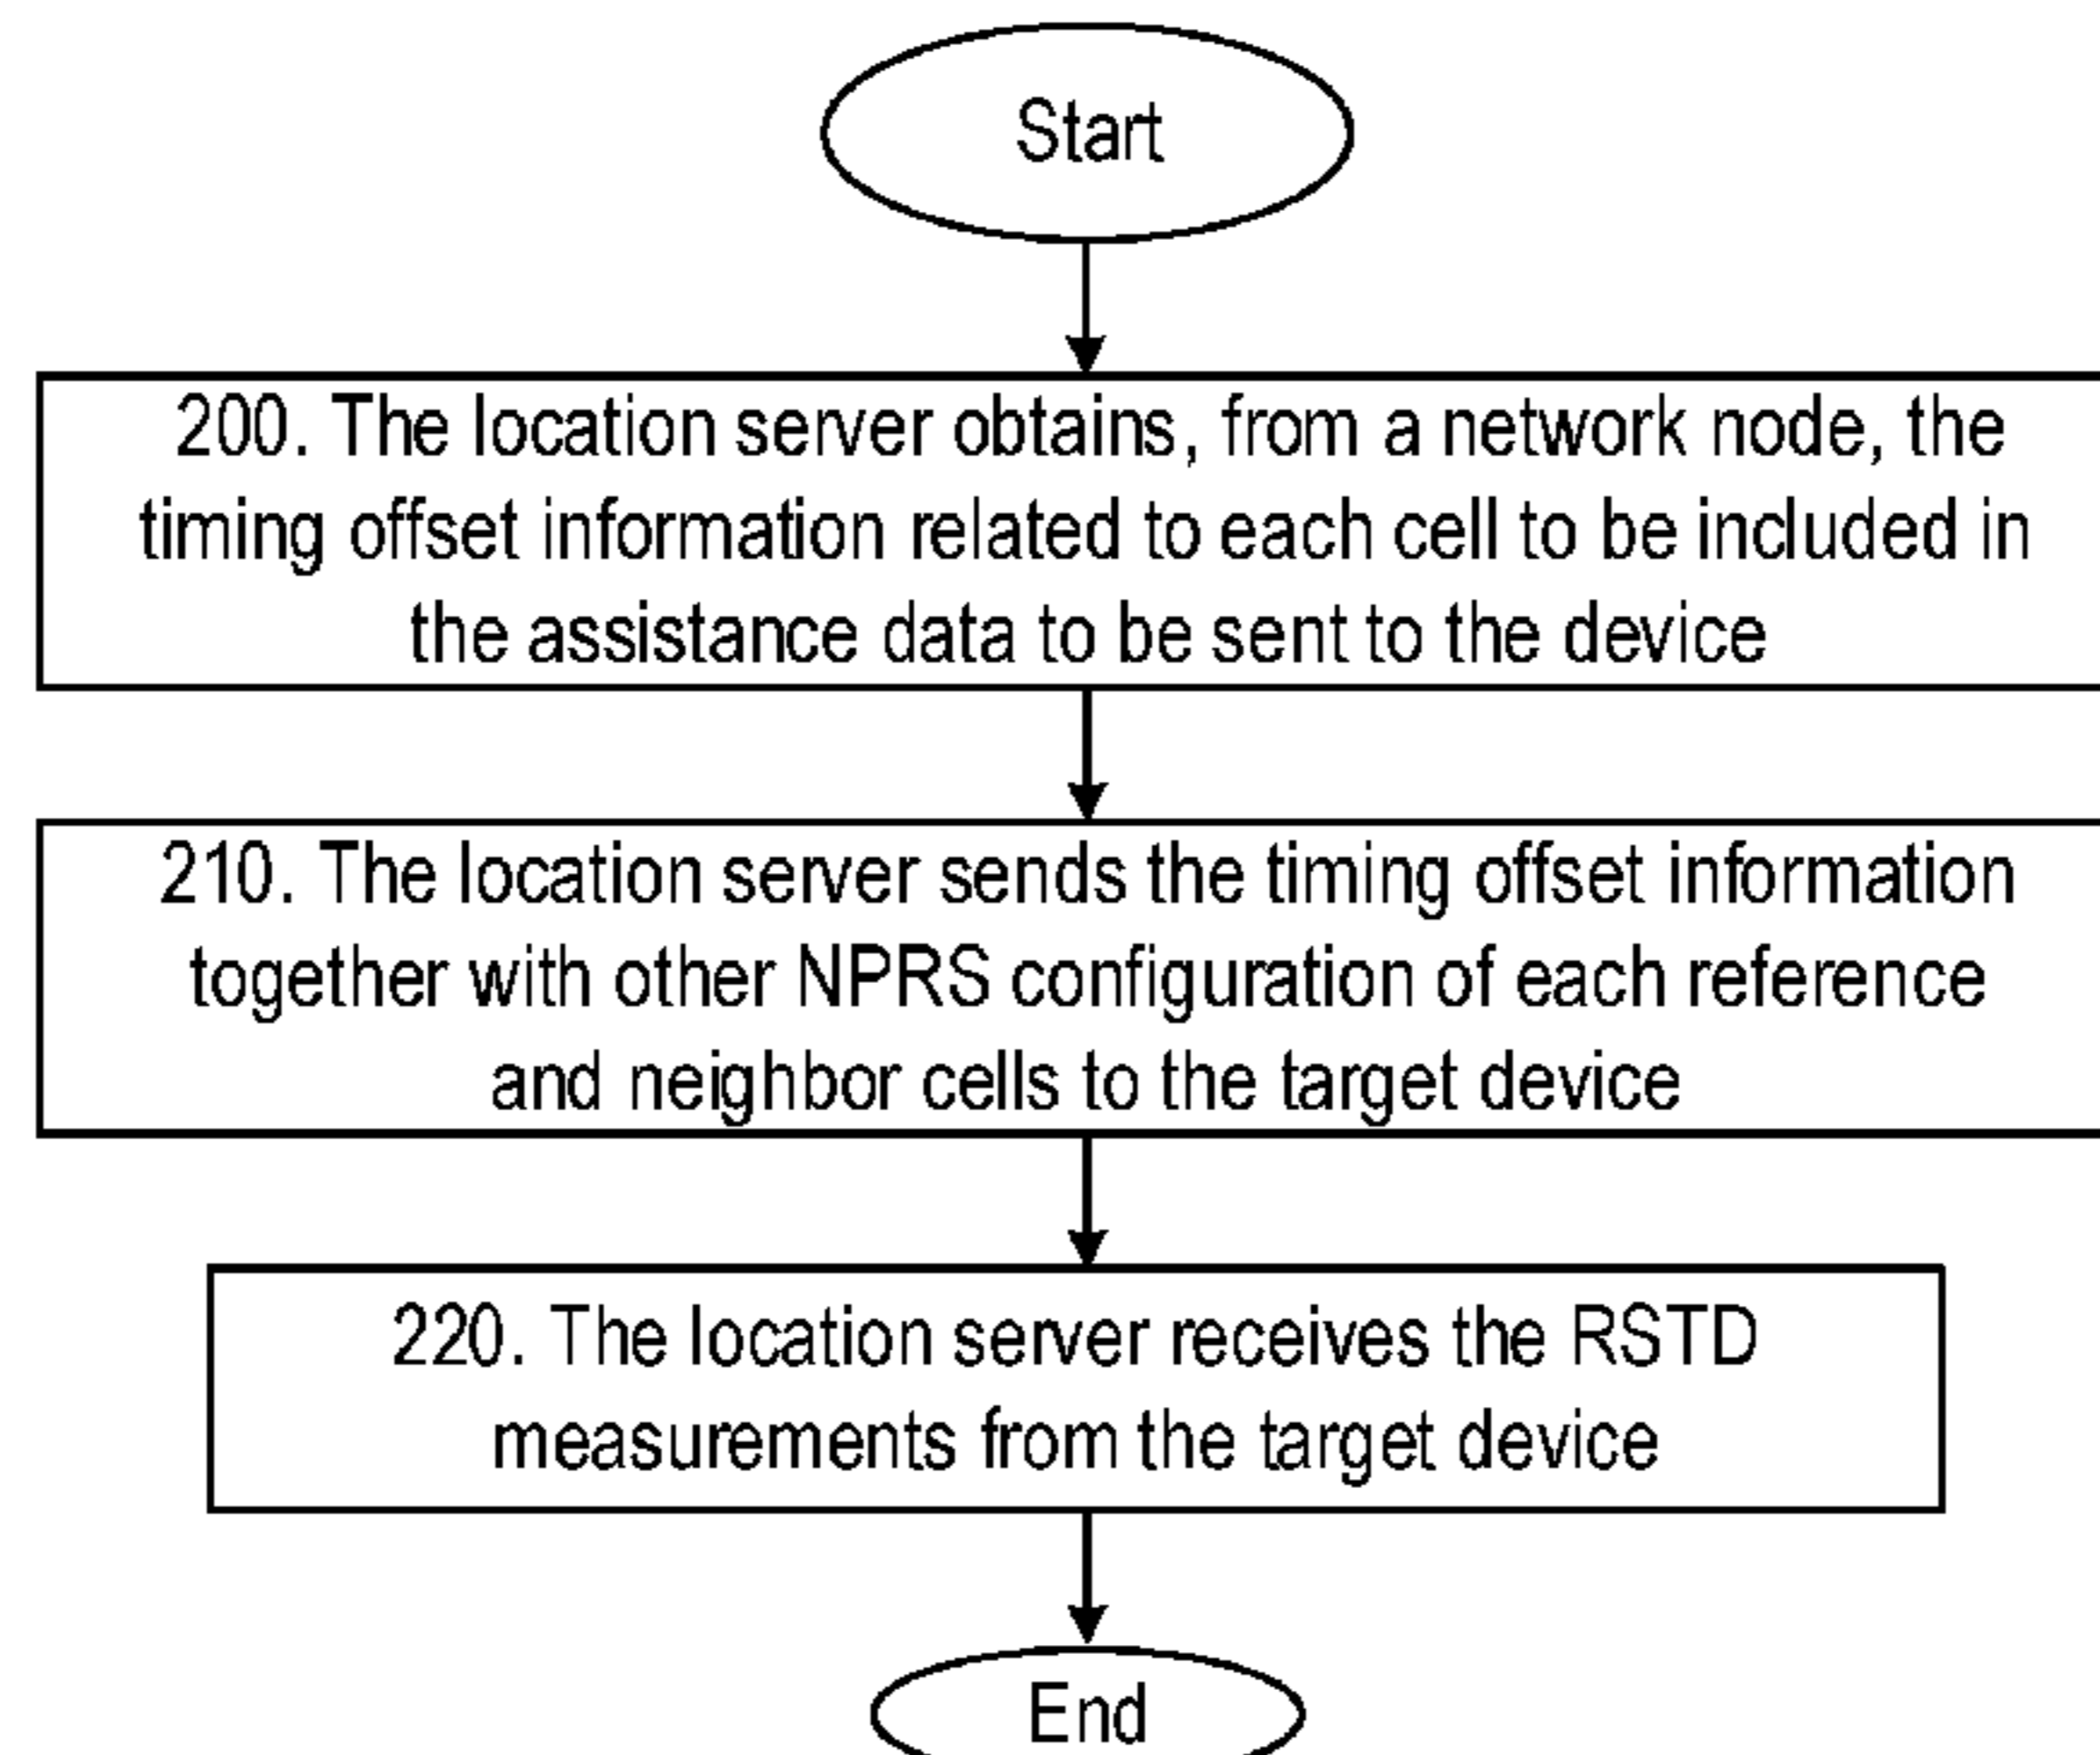 Start
200. The location server obtains, from a network node, the
timing offset information related to each cell to be included in
the assistance data to be sent to the device
210. The location server sends the timing offset information
together with other NPRS configuration of each reference
and neighbor cells to the target device
220. The location server receives the RSTD
measurements from the target device
End